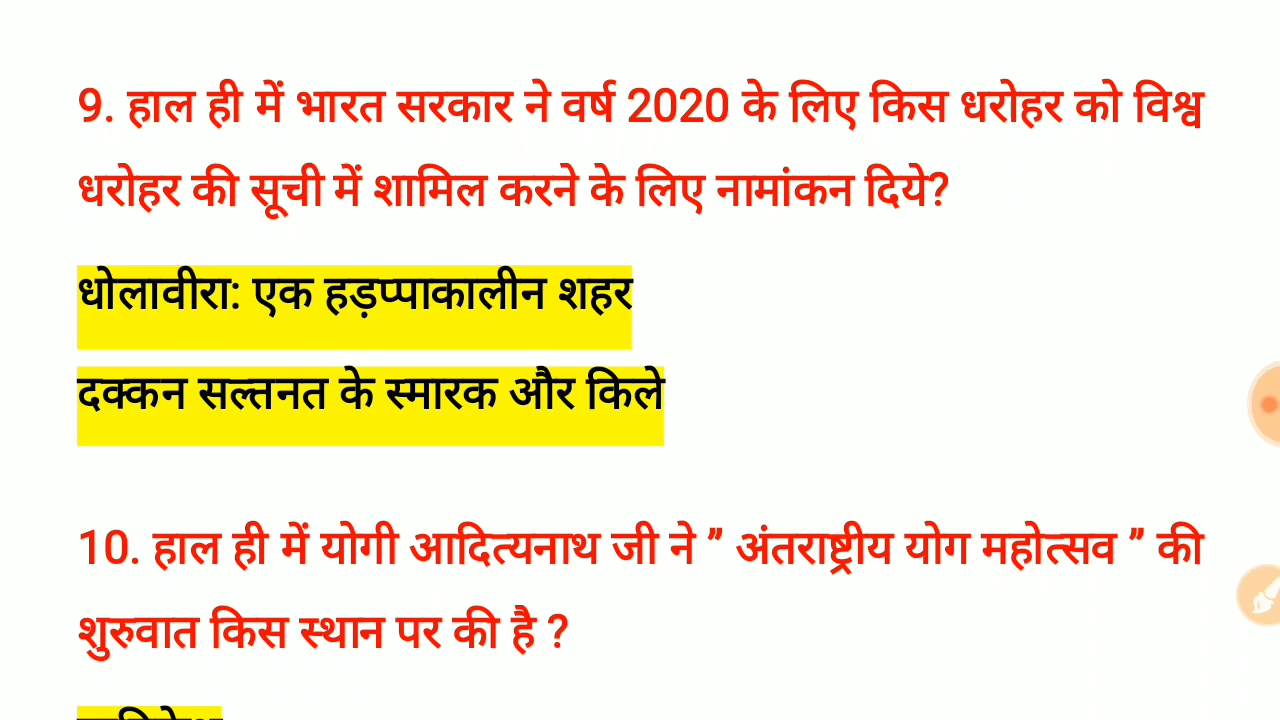 9. हाल ही में भारत सरकार ने वर्ष 2020 के लिए किस धरोहर को विश्व
धरोहर की सूची में शामिल करने के लिए नामांकन दिये?
धोलावीरा: एक हड़प्पाकालीन शहर
दक्कन सल्तनत के स्मारक और किले
10. हाल ही में योगी आदित्यनाथ जी ने ” अंतराष्ट्रीय योग महोत्सव ” की
शुरुवात किस स्थान पर की है ?